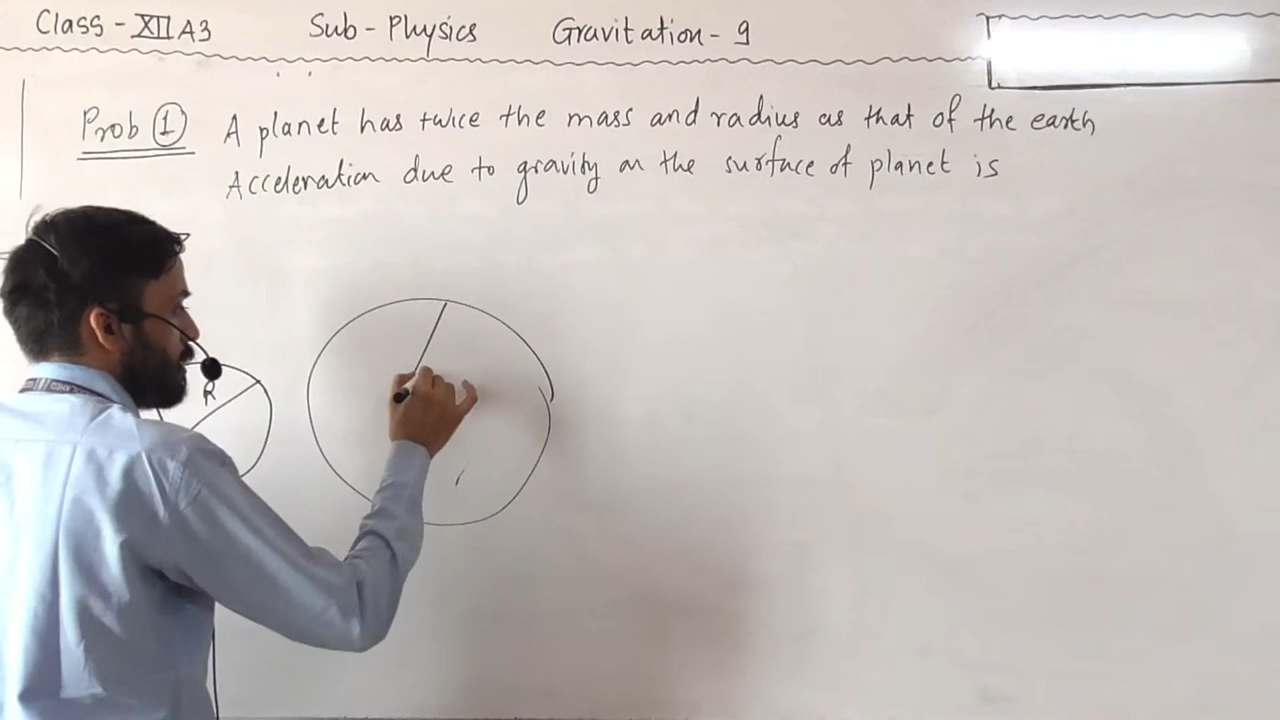 Class - XII A3 Sub - Physics Gravitation - 9
Prob 1 A planet has twice the mass and radius as that of the earth
Acceleration due to gravity on the surface of planet is
R